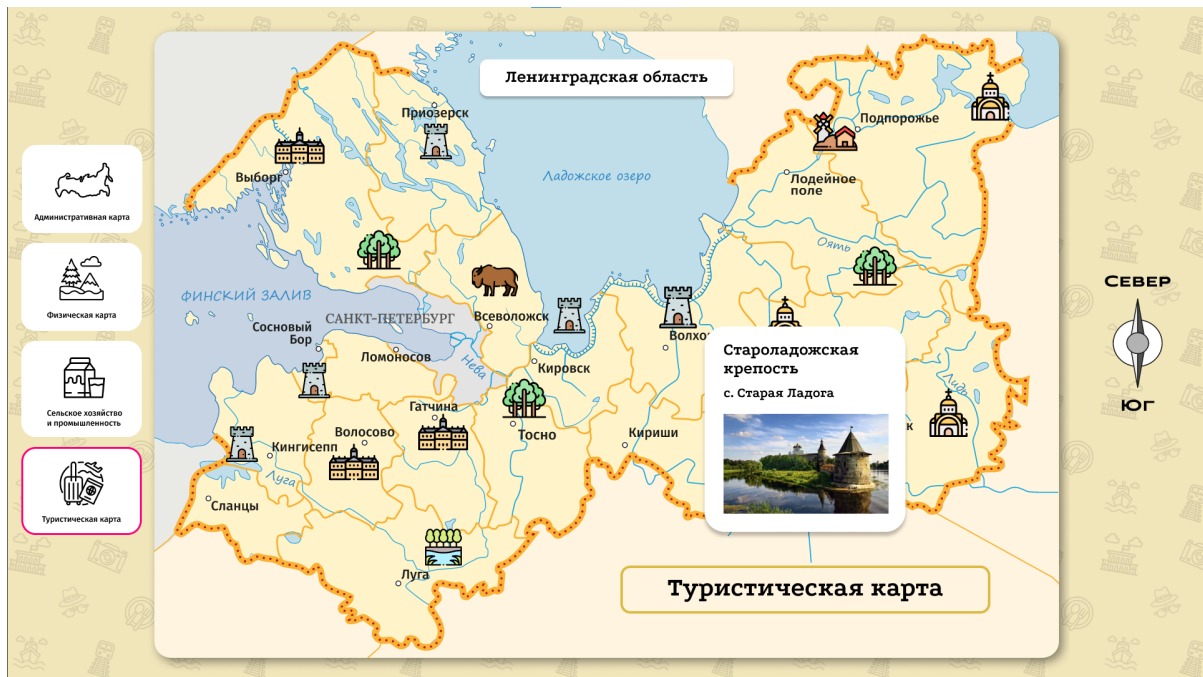 Ленинградская область
Приозерск
Подпорожье
Выборг
Ладожское озеро
Лодейное
поле
Административная карта
Оять
ФИНСКИЙ ЗАЛИВ
СЕВЕР
САНКТ-ПЕТЕРБУРГ
Всеволожск
Физическая карта
Сосновый
Бор
Волхо
Ломоносов
Нева
Кировск
Староладожская
крепость
с. Старая Ладога
Лидь
ЮГ
Сельское хозяйство
и промышленность
Гатчина
Волосово
Тосно
Кириши
к
Кингисепп
Луга
Сланцы
Туристическая карта
Луга
Туристическая карта